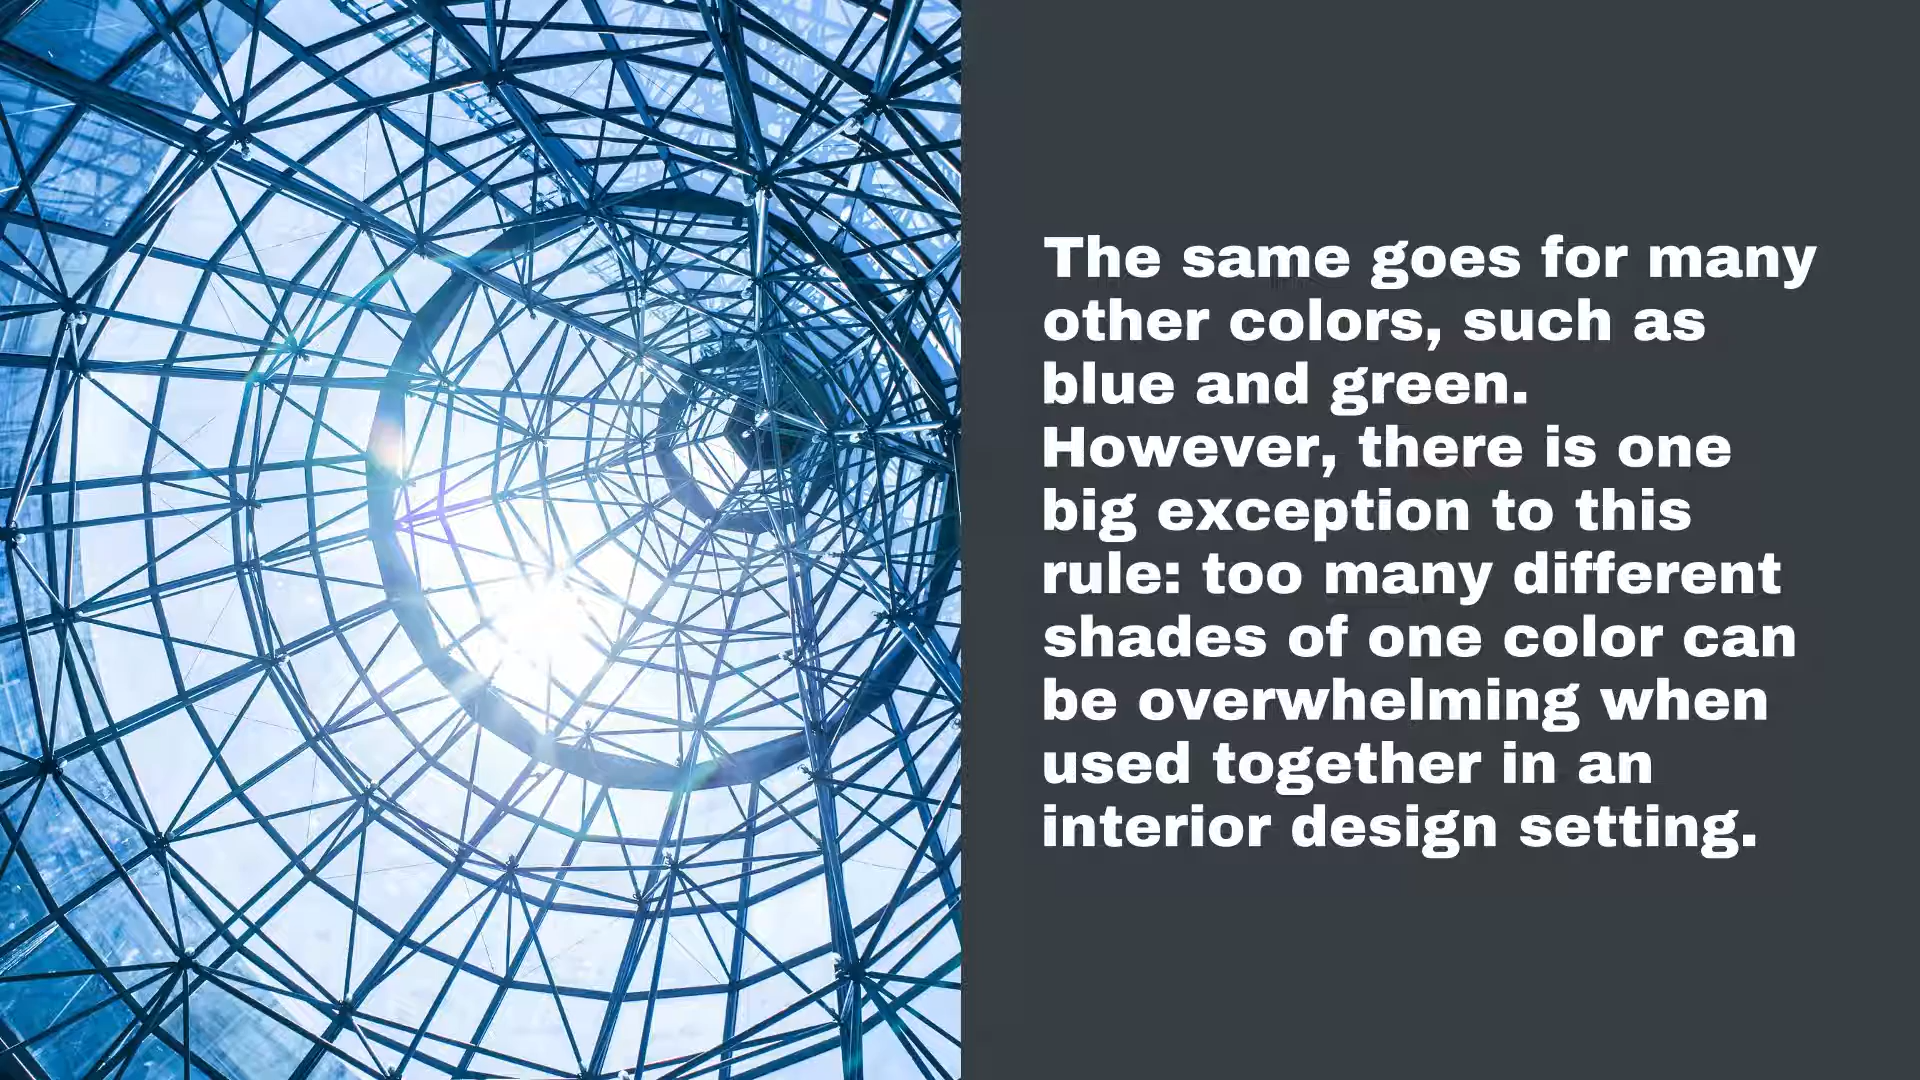 The same goes for many
other colors, such as
blue and green.
However, there is one
big exception to this
rule: too many different
shades of one color can
be overwhelming when
used together in an
interior design setting.